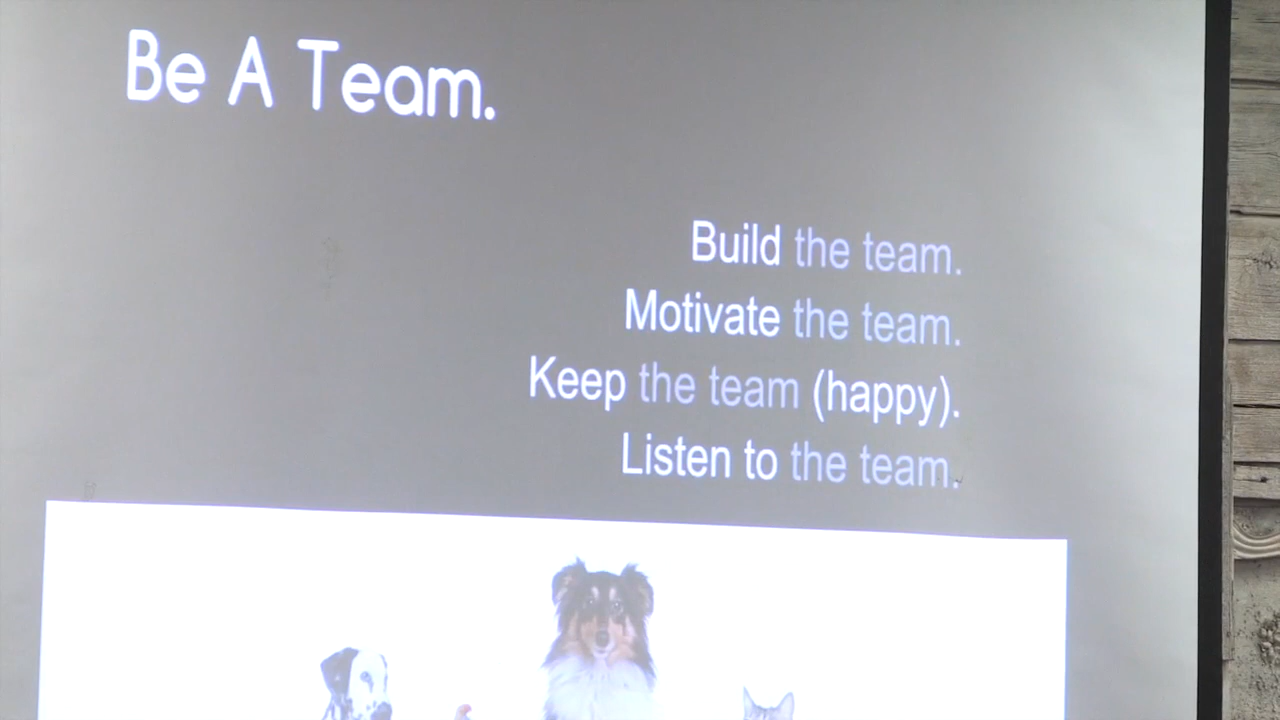 Be A Team.
Build the team.
Motivate the team.
Keep the team (happy).
Listen to the team.